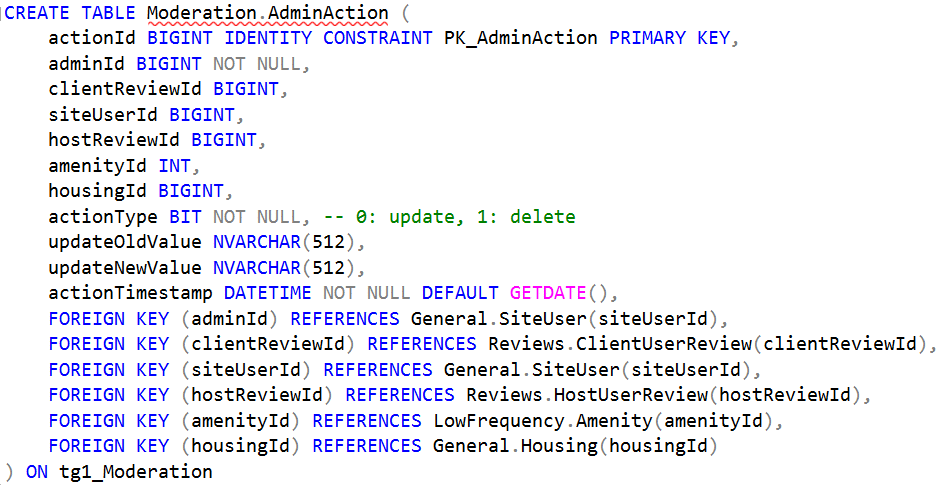 CREATE TABLE Moderation.AdminAction (
    actionId BIGINT IDENTITY CONSTRAINT PK_AdminAction PRIMARY KEY,
    adminId BIGINT NOT NULL,
    clientReviewId BIGINT,
    siteUserId BIGINT,
    hostReviewId BIGINT,
    amenityId INT,
    housingId BIGINT,
    actionType BIT NOT NULL, -- 0: update, 1: delete
    updateOldValue NVARCHAR(512),
    updateNewValue NVARCHAR(512),
    actionTimestamp DATETIME NOT NULL DEFAULT GETDATE(),
    FOREIGN KEY (adminId) REFERENCES General.SiteUser(siteUserId),
    FOREIGN KEY (clientReviewId) REFERENCES Reviews.ClientUserReview(clientReviewId),
    FOREIGN KEY (siteUserId) REFERENCES General.SiteUser(siteUserId),
    FOREIGN KEY (hostReviewId) REFERENCES Reviews.HostUserReview(hostReviewId),
    FOREIGN KEY (amenityId) REFERENCES LowFrequency.Amenity(amenityId),
    FOREIGN KEY (housingId) REFERENCES General.Housing(housingId)
) ON tg1_Moderation